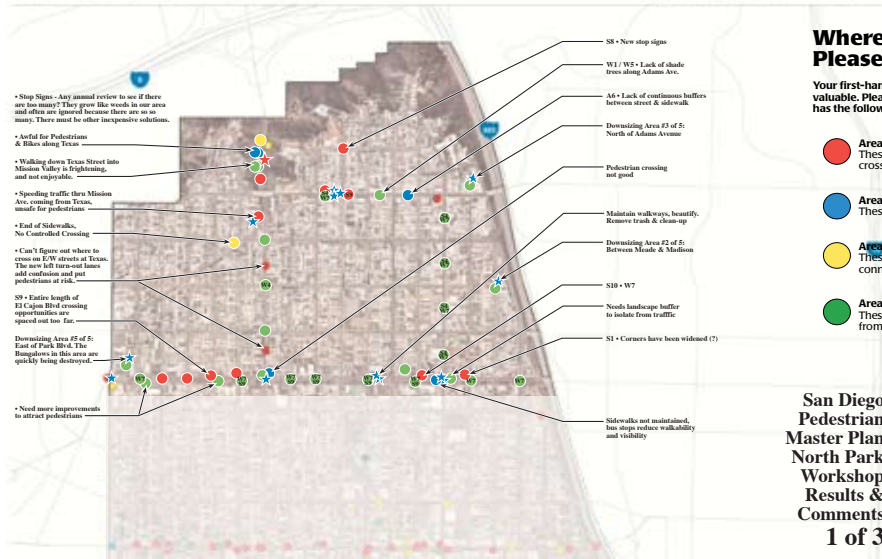 • Stop Signs - Any annual review to see if there
are too many? They grow like weeds in our area
and often are ignored because there are so so
many. There must be other inexpensive solutions.
• Awful for Pedestrians
& Bikes along Texas
• Walking down Texas Street into
Mission Valley is frightening,
and not enjoyable.
• Speeding traffic thru Mission
Ave. coming from Texas,
unsafe for pedestrians
• End of Sidewalks,
No Controlled Crossing
• Can't figure out where to
cross on E/W streets at Texas.
The new left turn-out lanes
add confusion and put
pedestrians at risk.
S9 • Entire length of
El Cajon Blvd crossing
opportunities are
spaced out too far.
Downsizing Area #5 of 5:
East of Park Blvd. The
Bungalows in this area are
quickly being destroyed.
• Need more improvements
to attract pedestrians
S8 • New stop signs
W1 / W5 • Lack of shade
trees along Adams Ave.
A6 • Lack of continuous buffers
between street & sidewalk
Downsizing Area #3 of 5:
North of Adams Avenue
Pedestrian crossing
not good
Maintain walkways, beautify.
Remove trash & clean-up
Downsizing Area #2 of 5:
Between Meade & Madison
S10 • W7
Needs landscape buffer
to isolate from traffffic
S1 • Corners have been widened (?)
Sidewalks not maintained,
bus stops reduce walkability
and visibility
W4
Where
Please
Your first-han
valuable. Plea
has the follow
Area
These
cross
Area
These
Area
These
conn
Area
These
from
San Diego
Pedestrian
Master Plan
North Park
Workshop
Results &
Comments
1 of 3